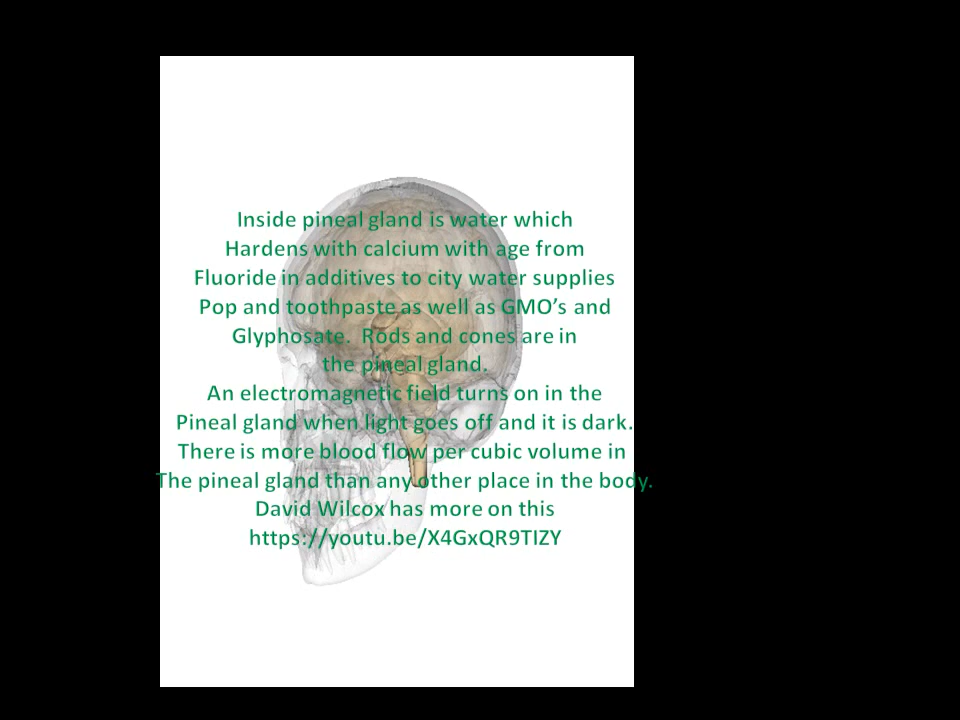 Inside pineal gland is water which
Hardens with calcium with age from
Fluoride in additives to city water supplies
Pop and toothpaste as well as GMO’s and
Glyphosate.  Rods and cones are in
the pineal gland.
An electromagnetic field turns on in the
Pineal gland when light goes off and it is dark.
There is more blood flow per cubic volume in
The pineal gland than any other place in the body.
David Wilcox has more on this
https://youtu.be/X4GxQR9TIZY